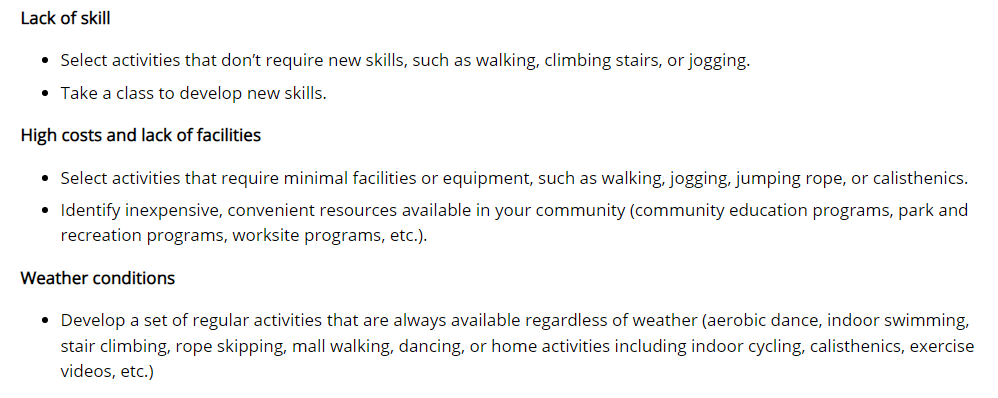 Lack of skill
• Select activities that don’t require new skills, such as walking, climbing stairs, or jogging.
• Take a class to develop new skills.
High costs and lack of facilities
• Select activities that require minimal facilities or equipment, such as walking, jogging, jumping rope, or calisthenics.
• Identify inexpensive, convenient resources available in your community (community education programs, park and
recreation programs, worksite programs, etc.).
Weather conditions
• Develop a set of regular activities that are always available regardless of weather (aerobic dance, indoor swimming,
stair climbing, rope skipping, mall walking, dancing, or home activities including indoor cycling, calisthenics, exercise
videos, etc.)